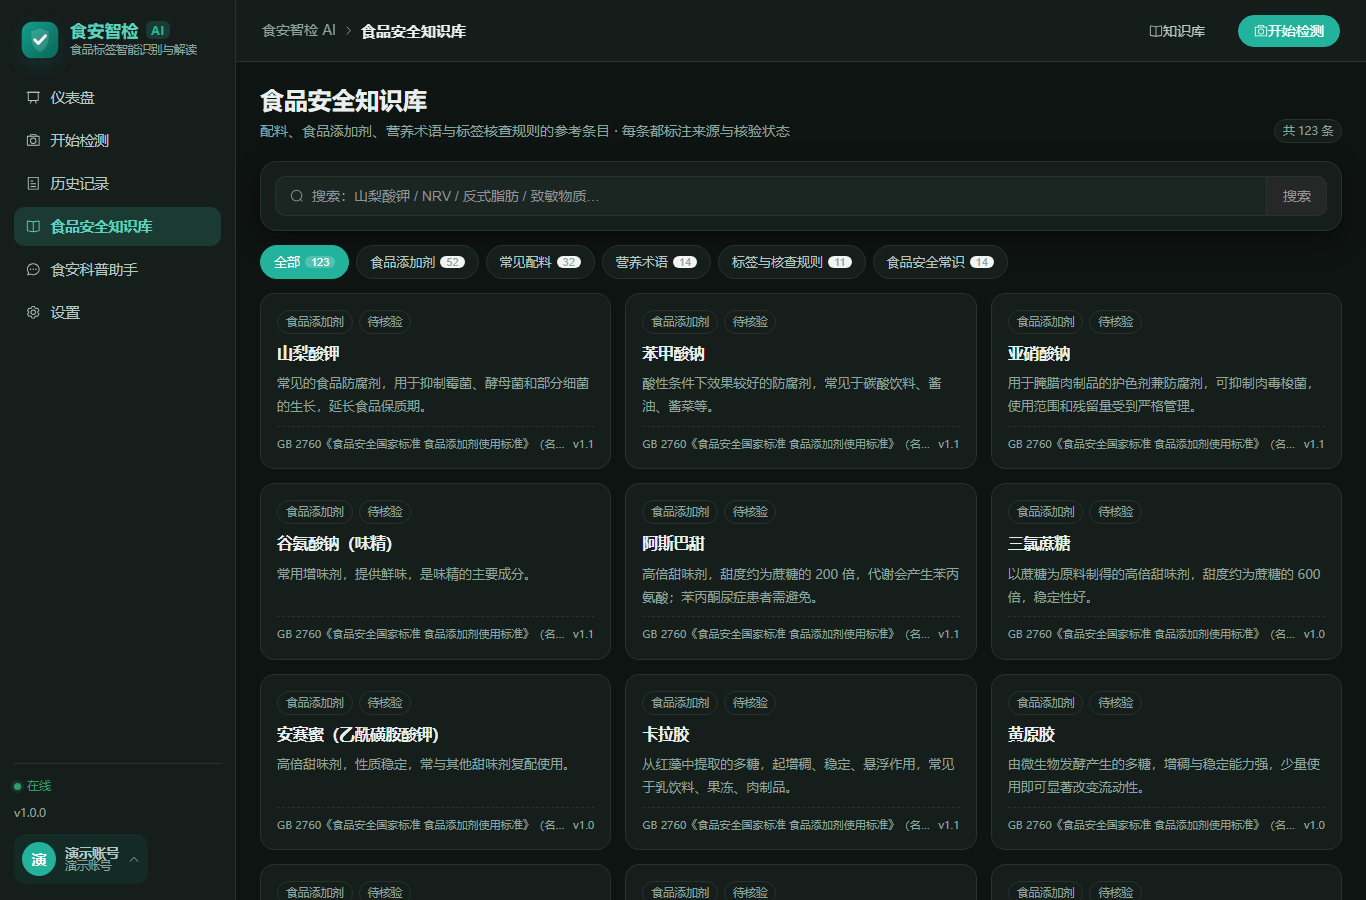 食安智检 AI
食品标签智能识别与解读
仪表盘
开始检测
历史记录
食品安全知识库
食安科普助手
设置
在线
v1.0.0
演
演示账号
演示账号
食安智检 AI > 食品安全知识库
知识库
开始检测
食品安全知识库
配料、食品添加剂、营养术语与标签核查规则的参考条目 · 每条都标注来源与核验状态
共 123 条
搜索：山梨酸钾 / NRV / 反式脂肪 / 致敏物质…
搜索
全部 123
食品添加剂 52
常见配料 32
营养术语 14
标签与核查规则 11
食品安全常识 14
食品添加剂 待核验
山梨酸钾
常见的食品防腐剂，用于抑制霉菌、酵母菌和部分细菌
的生长，延长食品保质期。
GB 2760《食品安全国家标准 食品添加剂使用标准》（名… v1.1
食品添加剂 待核验
苯甲酸钠
酸性条件下效果较好的防腐剂，常见于碳酸饮料、酱
油、酱菜等。
GB 2760《食品安全国家标准 食品添加剂使用标准》（名… v1.1
食品添加剂 待核验
亚硝酸钠
用于腌腊肉制品的护色剂兼防腐剂，可抑制肉毒梭菌，
使用范围和残留量受到严格管理。
GB 2760《食品安全国家标准 食品添加剂使用标准》（名… v1.1
食品添加剂 待核验
谷氨酸钠（味精）
常用增味剂，提供鲜味，是味精的主要成分。
GB 2760《食品安全国家标准 食品添加剂使用标准》（名… v1.1
食品添加剂 待核验
阿斯巴甜
高倍甜味剂，甜度约为蔗糖的 200 倍，代谢会产生苯丙
氨酸；苯丙酮尿症患者需避免。
GB 2760《食品安全国家标准 食品添加剂使用标准》（名… v1.1
食品添加剂 待核验
三氯蔗糖
以蔗糖为原料制得的高倍甜味剂，甜度约为蔗糖的 600
倍，稳定性好。
GB 2760《食品安全国家标准 食品添加剂使用标准》（名… v1.0
食品添加剂 待核验
安赛蜜（乙酰磺胺酸钾）
高倍甜味剂，性质稳定，常与其他甜味剂复配使用。
GB 2760《食品安全国家标准 食品添加剂使用标准》（名… v1.0
食品添加剂 待核验
卡拉胶
从红藻中提取的多糖，起增稠、稳定、悬浮作用，常见
于乳饮料、果冻、肉制品。
GB 2760《食品安全国家标准 食品添加剂使用标准》（名… v1.1
食品添加剂 待核验
黄原胶
由微生物发酵产生的多糖，增稠与稳定能力强，少量使
用即可显著改变流动性。
GB 2760《食品安全国家标准 食品添加剂使用标准》（名… v1.0
食品添加剂 待核验
食品添加剂 待核验
食品添加剂 待核验